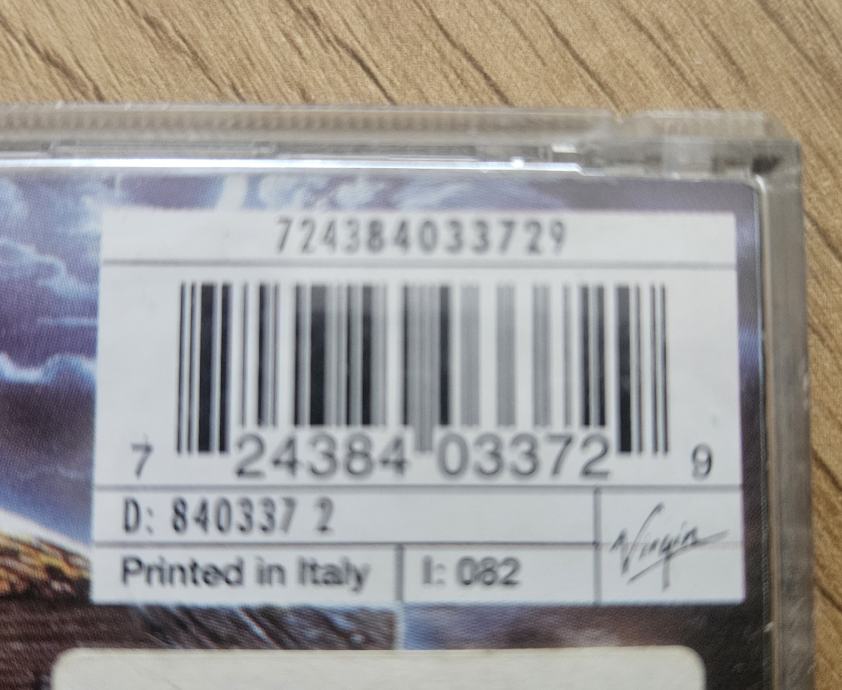 724384033729
7 24384 03372 9
D: 840337 2
Virgin
Printed in Italy I: 082